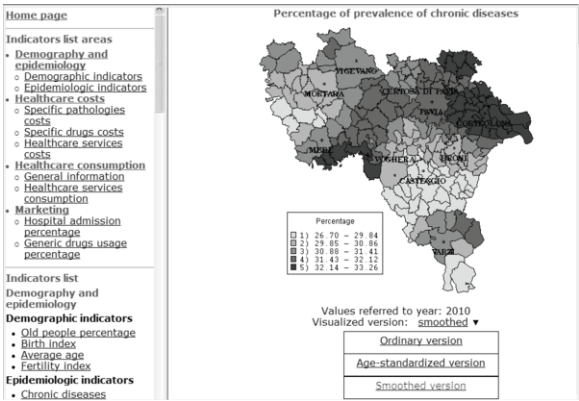 Home page
Indicators list areas
• Demography and
epidemiology
o Demographic indicators
o Epidemiologic indicators
• Healthcare costs
o Specific pathologies
costs
o Specific drugs costs
o Healthcare services
costs
• Healthcare consumption
o General information
o Healthcare services
consumption
• Marketing
o Hospital admission
percentage
o Generic drugs usage
percentage
Indicators list
Demography and
epidemiology
Demographic indicators
• Old people percentage
• Birth index
• Average age
• Fertility index
Epidemiologic indicators
• Chronic diseases
Percentage of prevalence of chronic diseases
VIGEVANO
MORTARA
CERTOSA DI PAVIA
PAVIA
CORTEOLONA
MEDE
VOGHERA
BRONI
CASTEGGIO
VARZI
Percentage
1) 26.70 - 29.84
2) 29.85 - 30.86
3) 30.88 - 31.41
4) 31.43 - 32.12
5) 32.14 - 33.26
Values referred to year: 2010
Visualized version: smoothed ▼
Ordinary version
Age-standardized version
Smoothed version